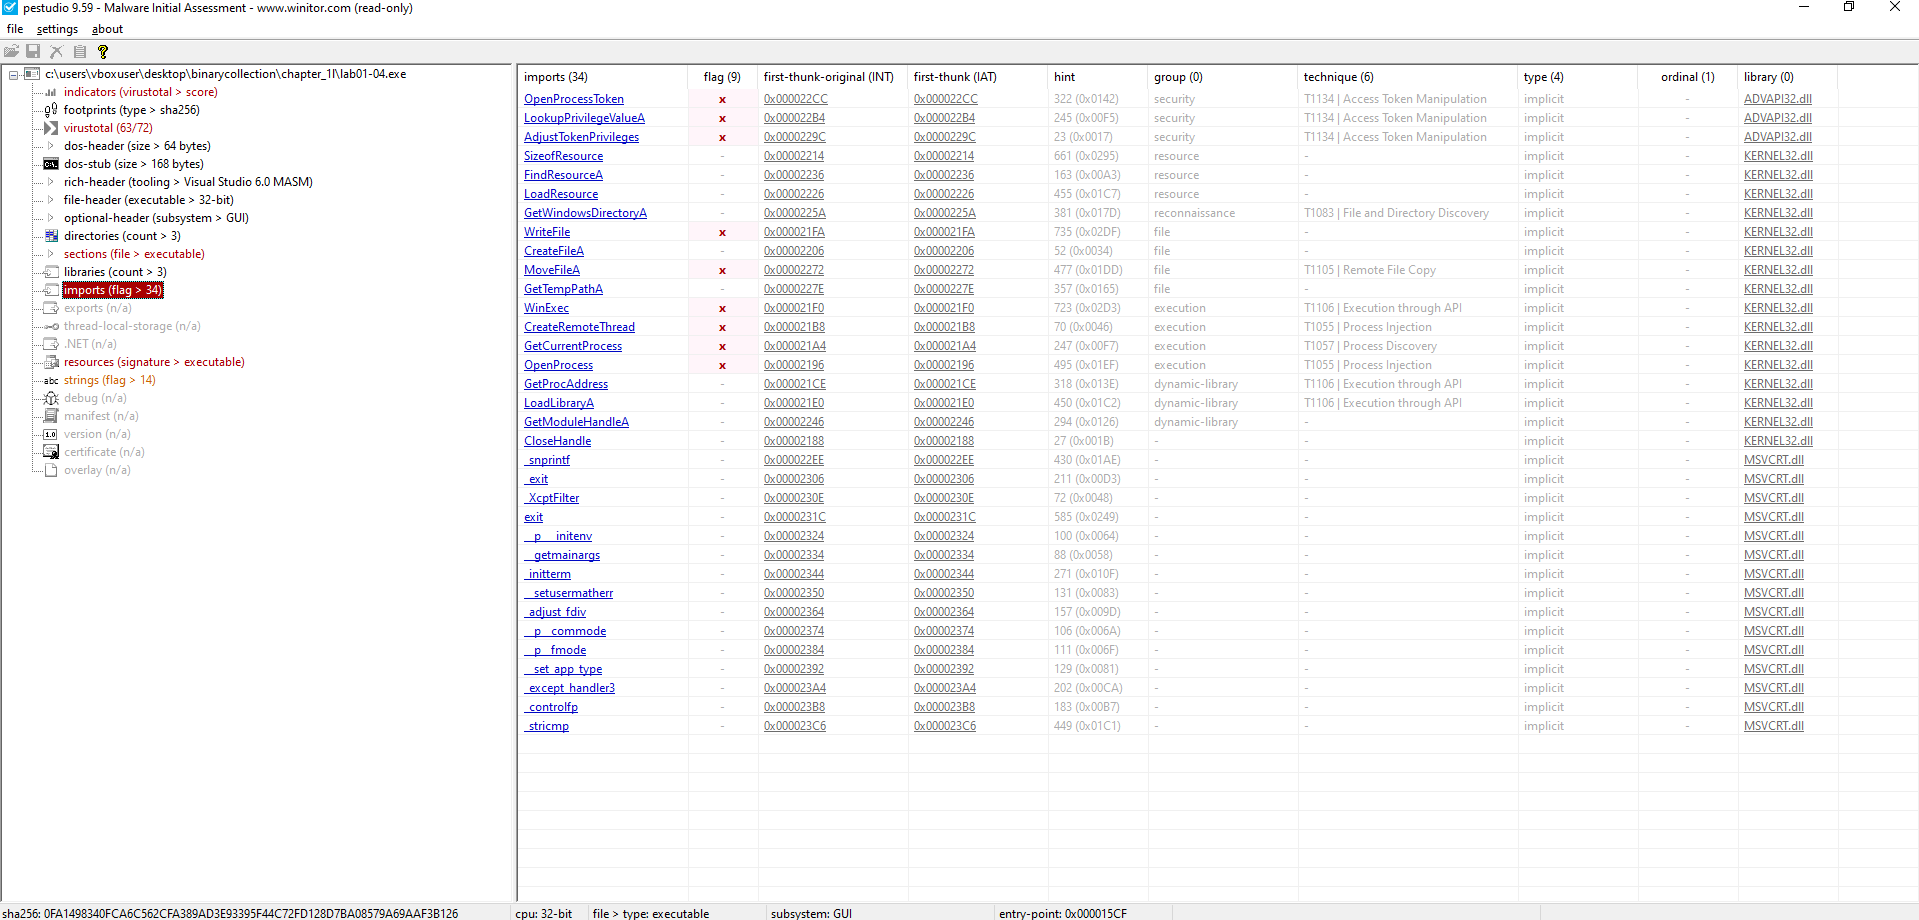 pestudio 9.59 - Malware Initial Assessment - www.winitor.com (read-only)
file settings about
c:\users\vboxuser\desktop\binarycollection\chapter_1l\lab01-04.exe
indicators (virustotal > score)
footprints (type > sha256)
virustotal (63/72)
dos-header (size > 64 bytes)
dos-stub (size > 168 bytes)
rich-header (tooling > Visual Studio 6.0 MASM)
file-header (executable > 32-bit)
optional-header (subsystem > GUI)
directories (count > 3)
sections (file > executable)
libraries (count > 3)
imports (flag > 34)
exports (n/a)
thread-local-storage (n/a)
.NET (n/a)
resources (signature > executable)
abc strings (flag > 14)
debug (n/a)
manifest (n/a)
1.0 version (n/a)
certificate (n/a)
overlay (n/a)
imports (34) flag (9) first-thunk-original (INT) first-thunk (IAT) hint group (0) technique (6) type (4) ordinal (1) library (0)
OpenProcessToken x 0x000022CC 0x000022CC 322 (0x0142) security T1134 | Access Token Manipulation implicit - ADVAPI32.dll
LookupPrivilegeValueA x 0x000022B4 0x000022B4 245 (0x00F5) security T1134 | Access Token Manipulation implicit - ADVAPI32.dll
AdjustTokenPrivileges x 0x0000229C 0x0000229C 23 (0x0017) security T1134 | Access Token Manipulation implicit - ADVAPI32.dll
SizeofResource - 0x00002214 0x00002214 661 (0x0295) resource - implicit - KERNEL32.dll
FindResourceA - 0x00002236 0x00002236 163 (0x00A3) resource - implicit - KERNEL32.dll
LoadResource - 0x00002226 0x00002226 455 (0x01C7) resource - implicit - KERNEL32.dll
GetWindowsDirectoryA - 0x0000225A 0x0000225A 381 (0x017D) reconnaissance T1083 | File and Directory Discovery implicit - KERNEL32.dll
WriteFile x 0x000021FA 0x000021FA 735 (0x02DF) file - implicit - KERNEL32.dll
CreateFileA - 0x00002206 0x00002206 52 (0x0034) file - implicit - KERNEL32.dll
MoveFileA x 0x00002272 0x00002272 477 (0x01DD) file T1105 | Remote File Copy implicit - KERNEL32.dll
GetTempPathA - 0x0000227E 0x0000227E 357 (0x0165) file - implicit - KERNEL32.dll
WinExec x 0x000021F0 0x000021F0 723 (0x02D3) execution T1106 | Execution through API implicit - KERNEL32.dll
CreateRemoteThread x 0x000021B8 0x000021B8 70 (0x0046) execution T1055 | Process Injection implicit - KERNEL32.dll
GetCurrentProcess x 0x000021A4 0x000021A4 247 (0x00F7) execution T1057 | Process Discovery implicit - KERNEL32.dll
OpenProcess x 0x00002196 0x00002196 495 (0x01EF) execution T1055 | Process Injection implicit - KERNEL32.dll
GetProcAddress - 0x000021CE 0x000021CE 318 (0x013E) dynamic-library T1106 | Execution through API implicit - KERNEL32.dll
LoadLibraryA - 0x000021E0 0x000021E0 450 (0x01C2) dynamic-library T1106 | Execution through API implicit - KERNEL32.dll
GetModuleHandleA - 0x00002246 0x00002246 294 (0x0126) dynamic-library - implicit - KERNEL32.dll
CloseHandle - 0x00002188 0x00002188 27 (0x001B) - - implicit - KERNEL32.dll
_snprintf - 0x000022EE 0x000022EE 430 (0x01AE) - - implicit - MSVCRT.dll
_exit - 0x00002306 0x00002306 211 (0x00D3) - - implicit - MSVCRT.dll
_XcptFilter - 0x0000230E 0x0000230E 72 (0x0048) - - implicit - MSVCRT.dll
exit - 0x0000231C 0x0000231C 585 (0x0249) - - implicit - MSVCRT.dll
__p___initenv - 0x00002324 0x00002324 100 (0x0064) - - implicit - MSVCRT.dll
__getmainargs - 0x00002334 0x00002334 88 (0x0058) - - implicit - MSVCRT.dll
_initterm - 0x00002344 0x00002344 271 (0x010F) - - implicit - MSVCRT.dll
__setusermatherr - 0x00002350 0x00002350 131 (0x0083) - - implicit - MSVCRT.dll
_adjust_fdiv - 0x00002364 0x00002364 157 (0x009D) - - implicit - MSVCRT.dll
__p__commode - 0x00002374 0x00002374 106 (0x006A) - - implicit - MSVCRT.dll
__p__fmode - 0x00002384 0x00002384 111 (0x006F) - - implicit - MSVCRT.dll
__set_app_type - 0x00002392 0x00002392 129 (0x0081) - - implicit - MSVCRT.dll
_except_handler3 - 0x000023A4 0x000023A4 202 (0x00CA) - - implicit - MSVCRT.dll
_controlfp - 0x000023B8 0x000023B8 183 (0x00B7) - - implicit - MSVCRT.dll
_stricmp - 0x000023C6 0x000023C6 449 (0x01C1) - - implicit - MSVCRT.dll
sha256: 0FA1498340FCA6C562CFA389AD3E93395F44C72FD128D7BA08579A69AAF3B126 cpu: 32-bit file > type: executable subsystem: GUI entry-point: 0x000015CF